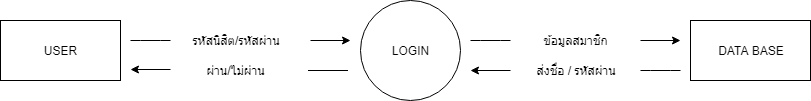 USER
รหัสนิสิต/รหัสผ่าน
ผ่าน/ไม่ผ่าน
LOGIN
ข้อมูลสมาชิก
ส่งชื่อ / รหัสผ่าน
DATA BASE